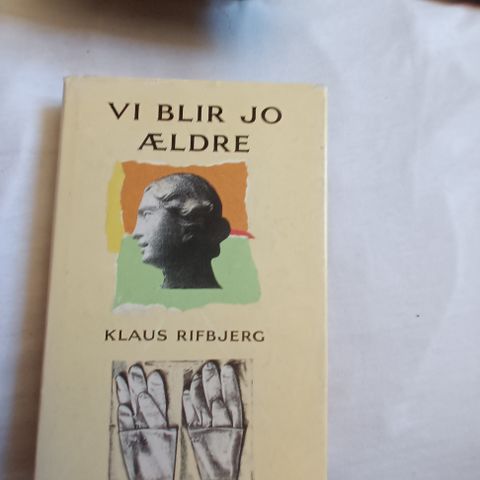 VI BLIR JO
ÆLDRE
KLAUS RIFBJERG